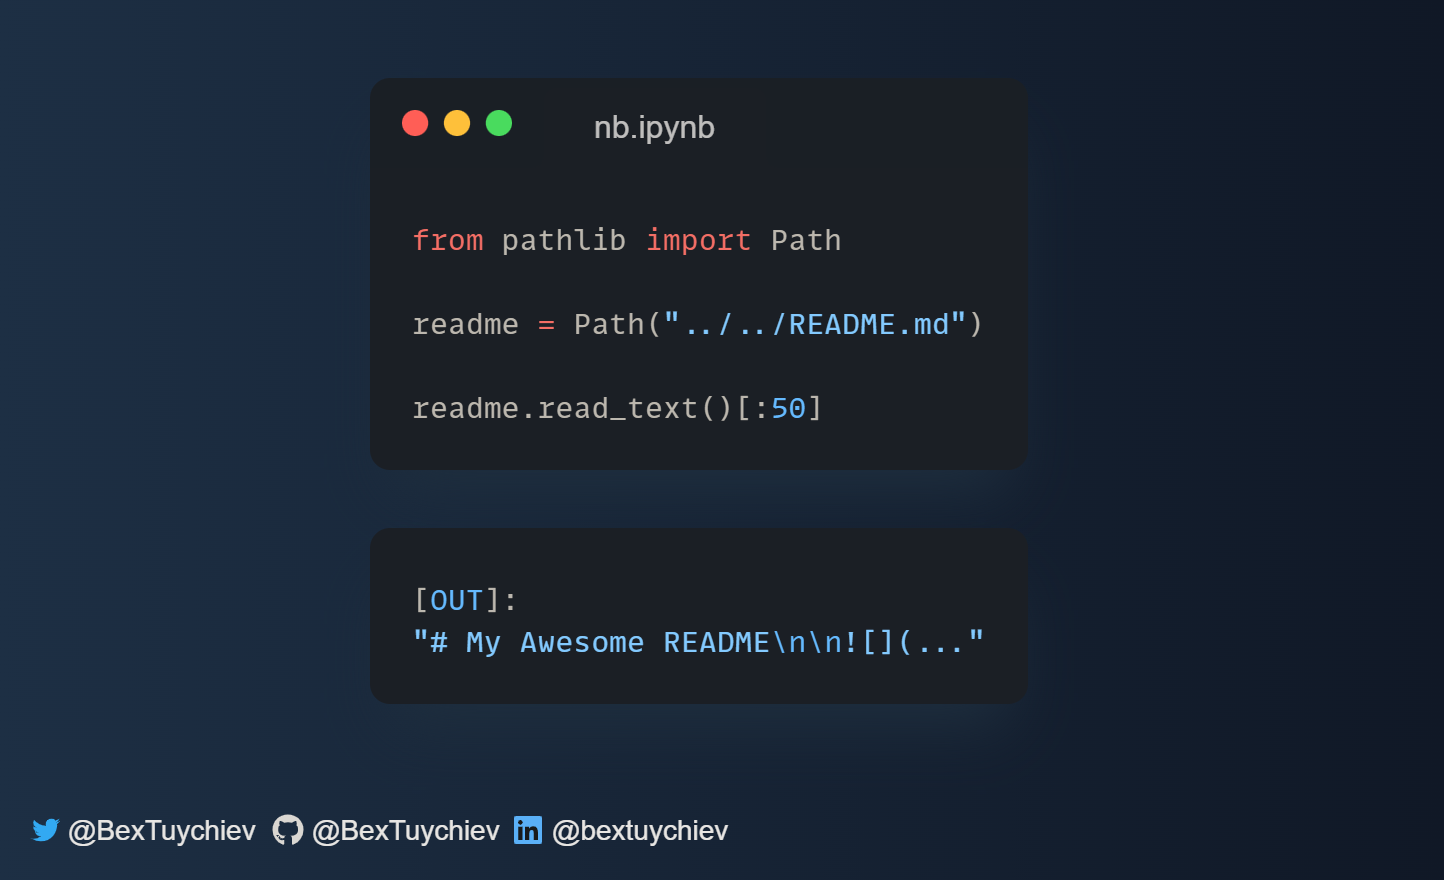 nb.ipynb
from pathlib import Path
readme = Path("../../README.md")
readme.read_text()[:50]
[OUT]:
"# My Awesome README\n\n![](..."
@BexTuychiev @BexTuychiev in @bextuychiev